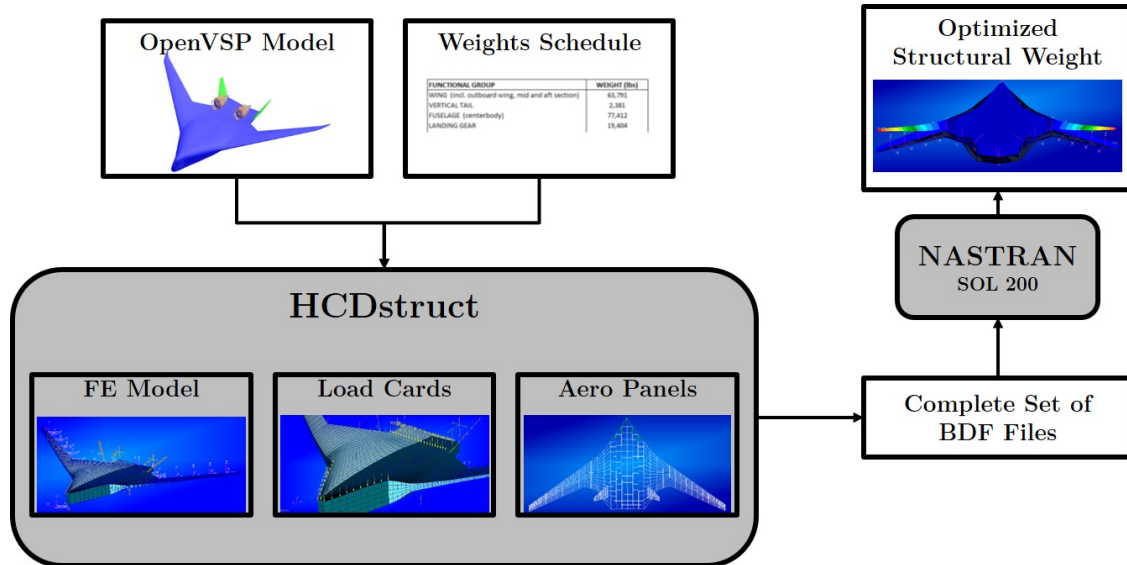 OpenVSP Model
Weights Schedule
FUNCTIONAL GROUP WEIGHT (lbs)
WING (incl. outboard wing, mid and aft section) 63,791
VERTICAL TAIL 2,381
FUSELAGE (centerbody) 77,412
LANDING GEAR 19,404
Optimized
Structural Weight
NASTRAN
SOL 200
HCDstruct
FE Model
Load Cards
Aero Panels
Complete Set of
BDF Files